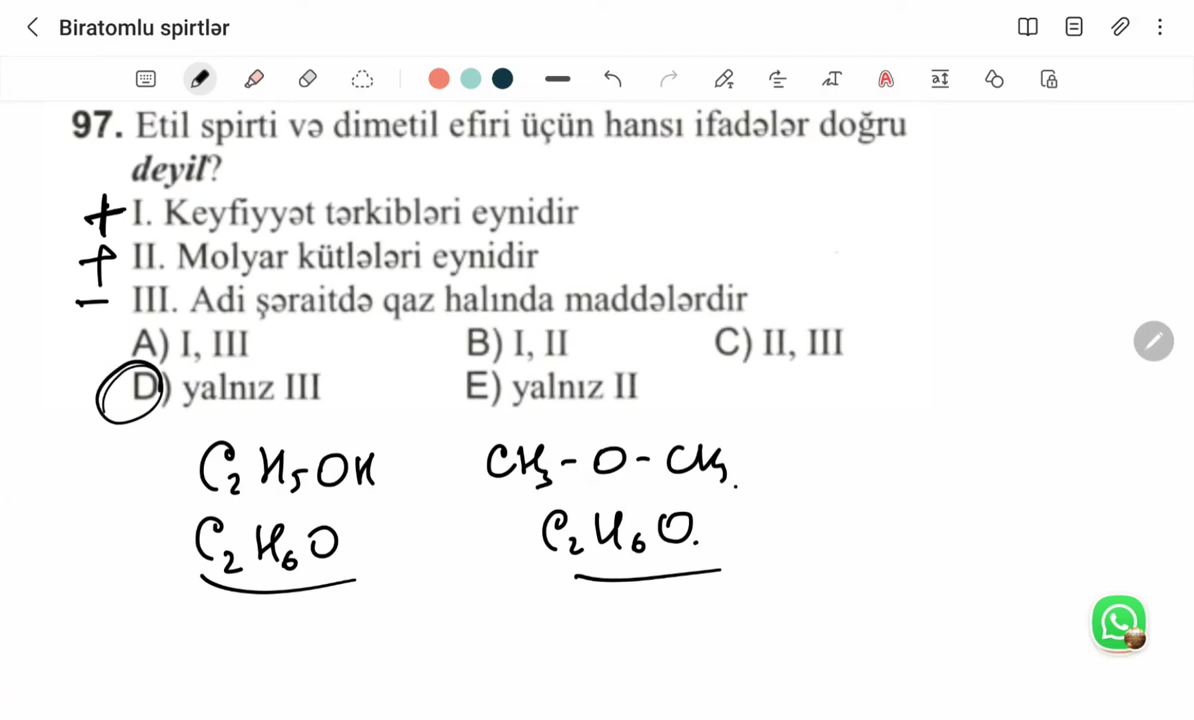 Biratomlu spirtlər
97. Etil spirti və dimetil efiri üçün hansı ifadələr doğru
deyil?
+ I. Keyfiyyət tərkibləri eynidir
+ II. Molyar kütlələri eynidir
− III. Adi şəraitdə qaz halında maddələrdir
A) I, III B) I, II C) II, III
D) yalnız III E) yalnız II
C₂H₅OH CH₃-O-CH₃.
C₂H₆O C₂H₆O.